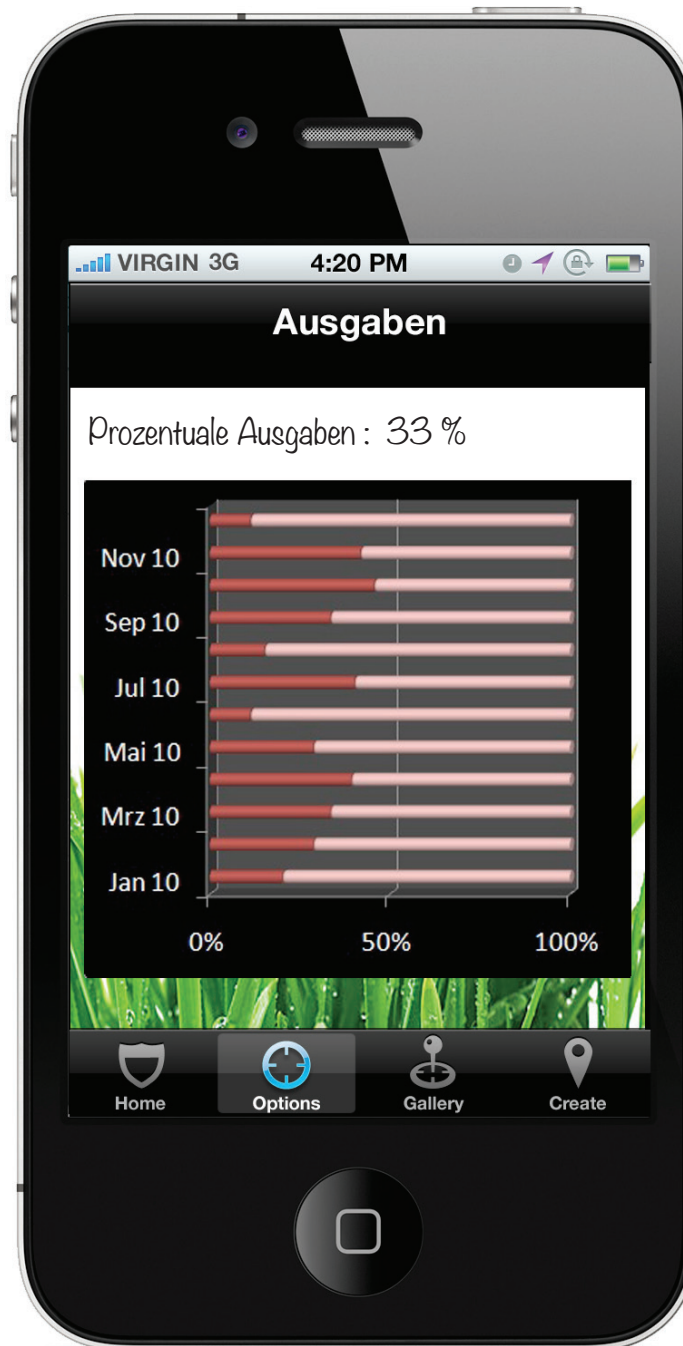 VIRGIN 3G 4:20 PM
Ausgaben
Prozentuale Ausgaben : 33 %
Nov 10
Sep 10
Jul 10
Mai 10
Mrz 10
Jan 10
0% 50% 100%
Home Options Gallery Create